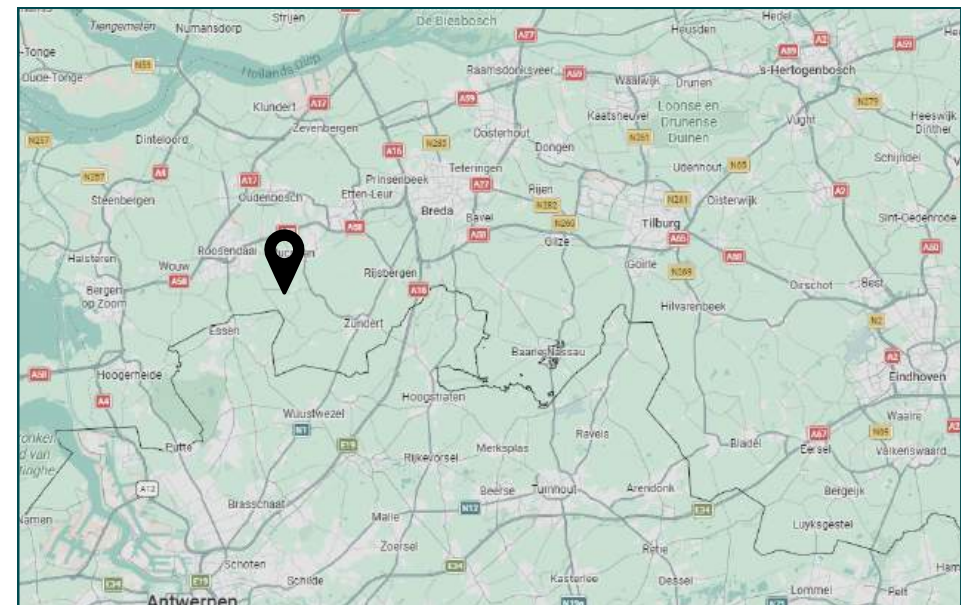 Strijen
Hedel
De Biesbosch
A2
Tiengemeten
Numansdorp
A27
Heusden
A59
A59
-Tonge
N59
Oude-Tonge
Hollands Diep
Raamsdonksveer
A59
Waalwijk
Drunen
's-Hertogenbosch
Klundert
A17
A59
Kaatsheuvel
Loonse en
Drunense
Duinen
N279
Vught
Heeswijk
Dinther
Zevenbergen
Oosterhout
N261
Dinteloord
N257
N285
A16
Dongen
Schijndel
N257
A4
A17
Teteringen
Prinsenbeek
Udenhout
N65
Steenbergen
Oudenbosch
Etten-Leur
A27
Rijen
N282
N261
Oisterwijk
A2
Breda
Bavel
N260
Tilburg
Sint-Oedenrode
A58
A58
Gilze
A65
A50
Halsteren
Roosendaal
A58
Wouw
A58
Rijsbergen
Goirle
N269
Oirschot
Best
Bergen
op Zoom
A16
Hilvarenbeek
Essen
Zundert
N2
Baarle-Nassau
A2
Eindhoven
A58
Hoogerheide
A4
Hoogstraten
Wuustwezel
N1
Waalre
Putte
E19
Ravels
Bladel
A67
Eersel
N69
A2
Valkenswaard
Rijkevorsel
Merksplas
A12
Beerse
Turnhout
Arendonk
Bergeijk
Brasschaat
Malle
N12
E34
Luyksgestel
Zoersel
Retie
Schoten
E34
Ham
E34
E19
Schilde
Kasterlee
Dessel
Lommel
Pelt
Antwerpen